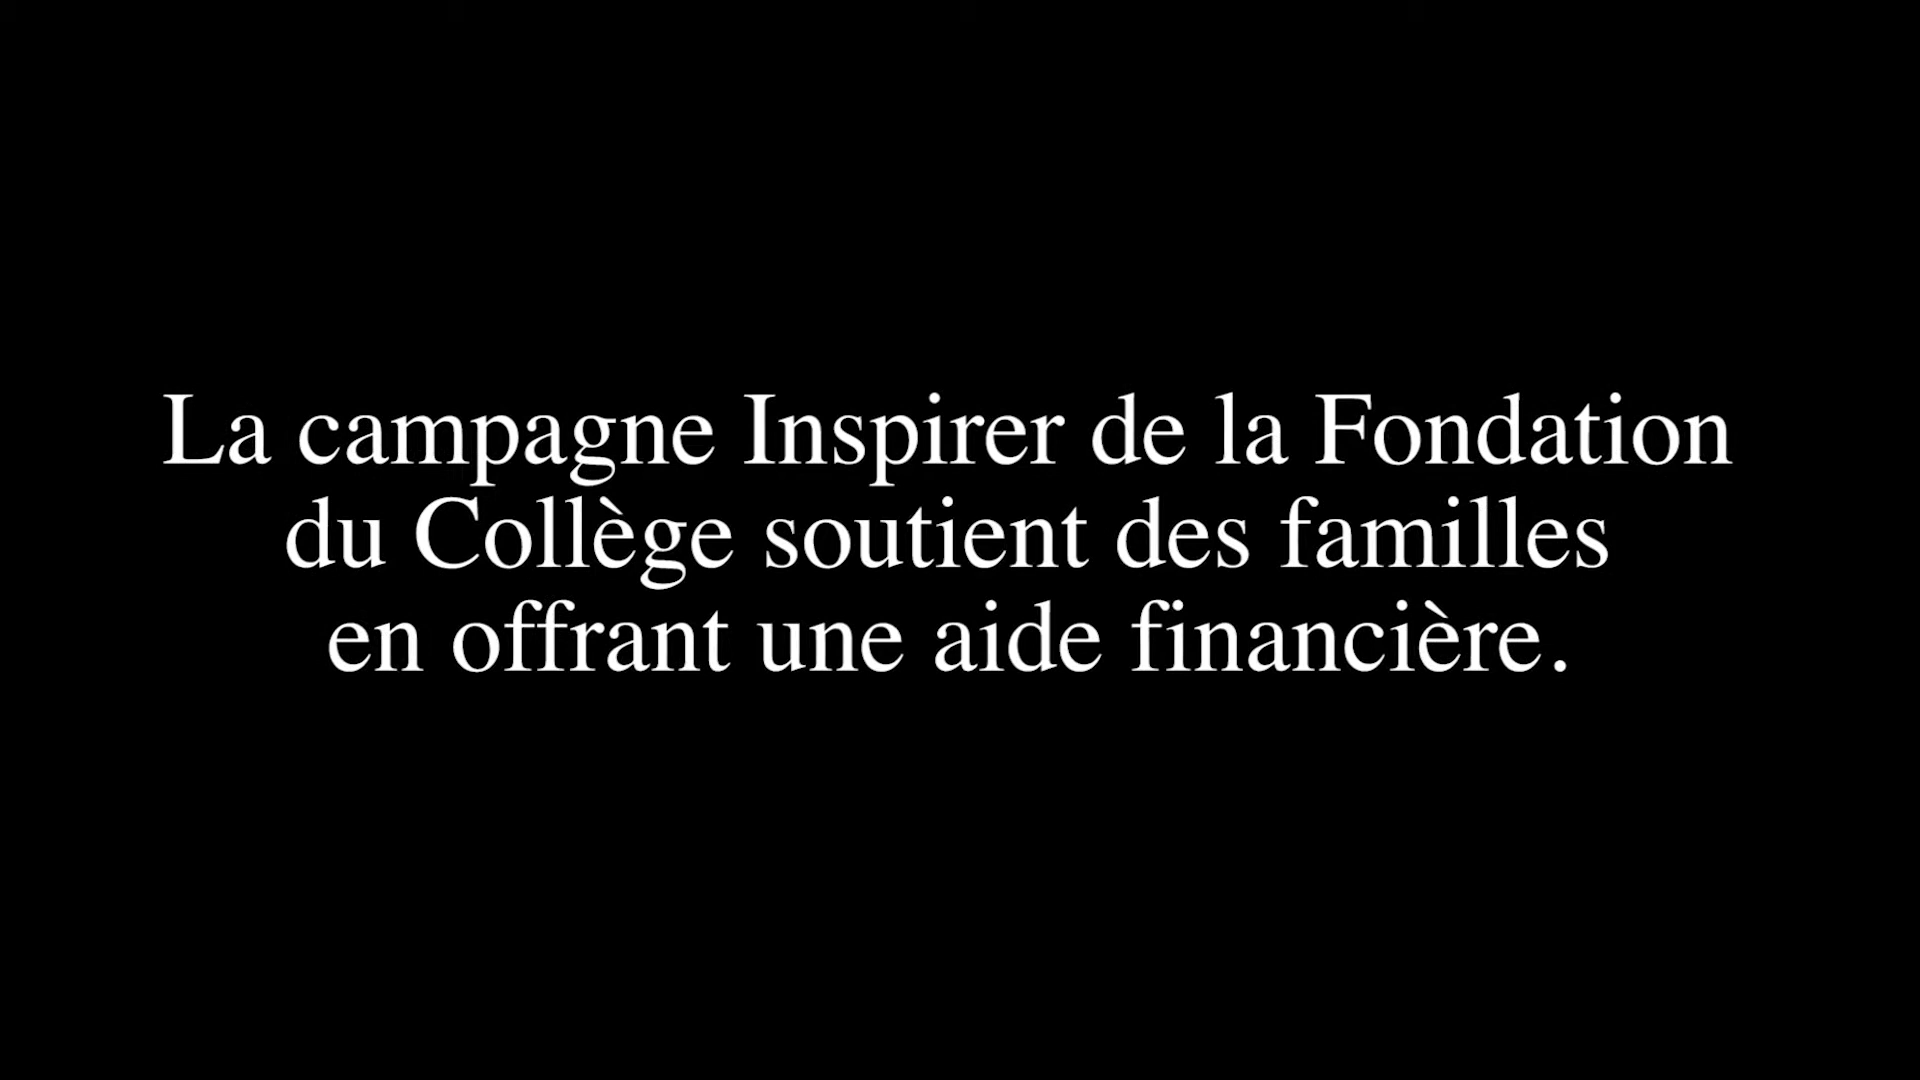 La campagne Inspirer de la Fondation
du Collège soutient des familles
en offrant une aide financière.